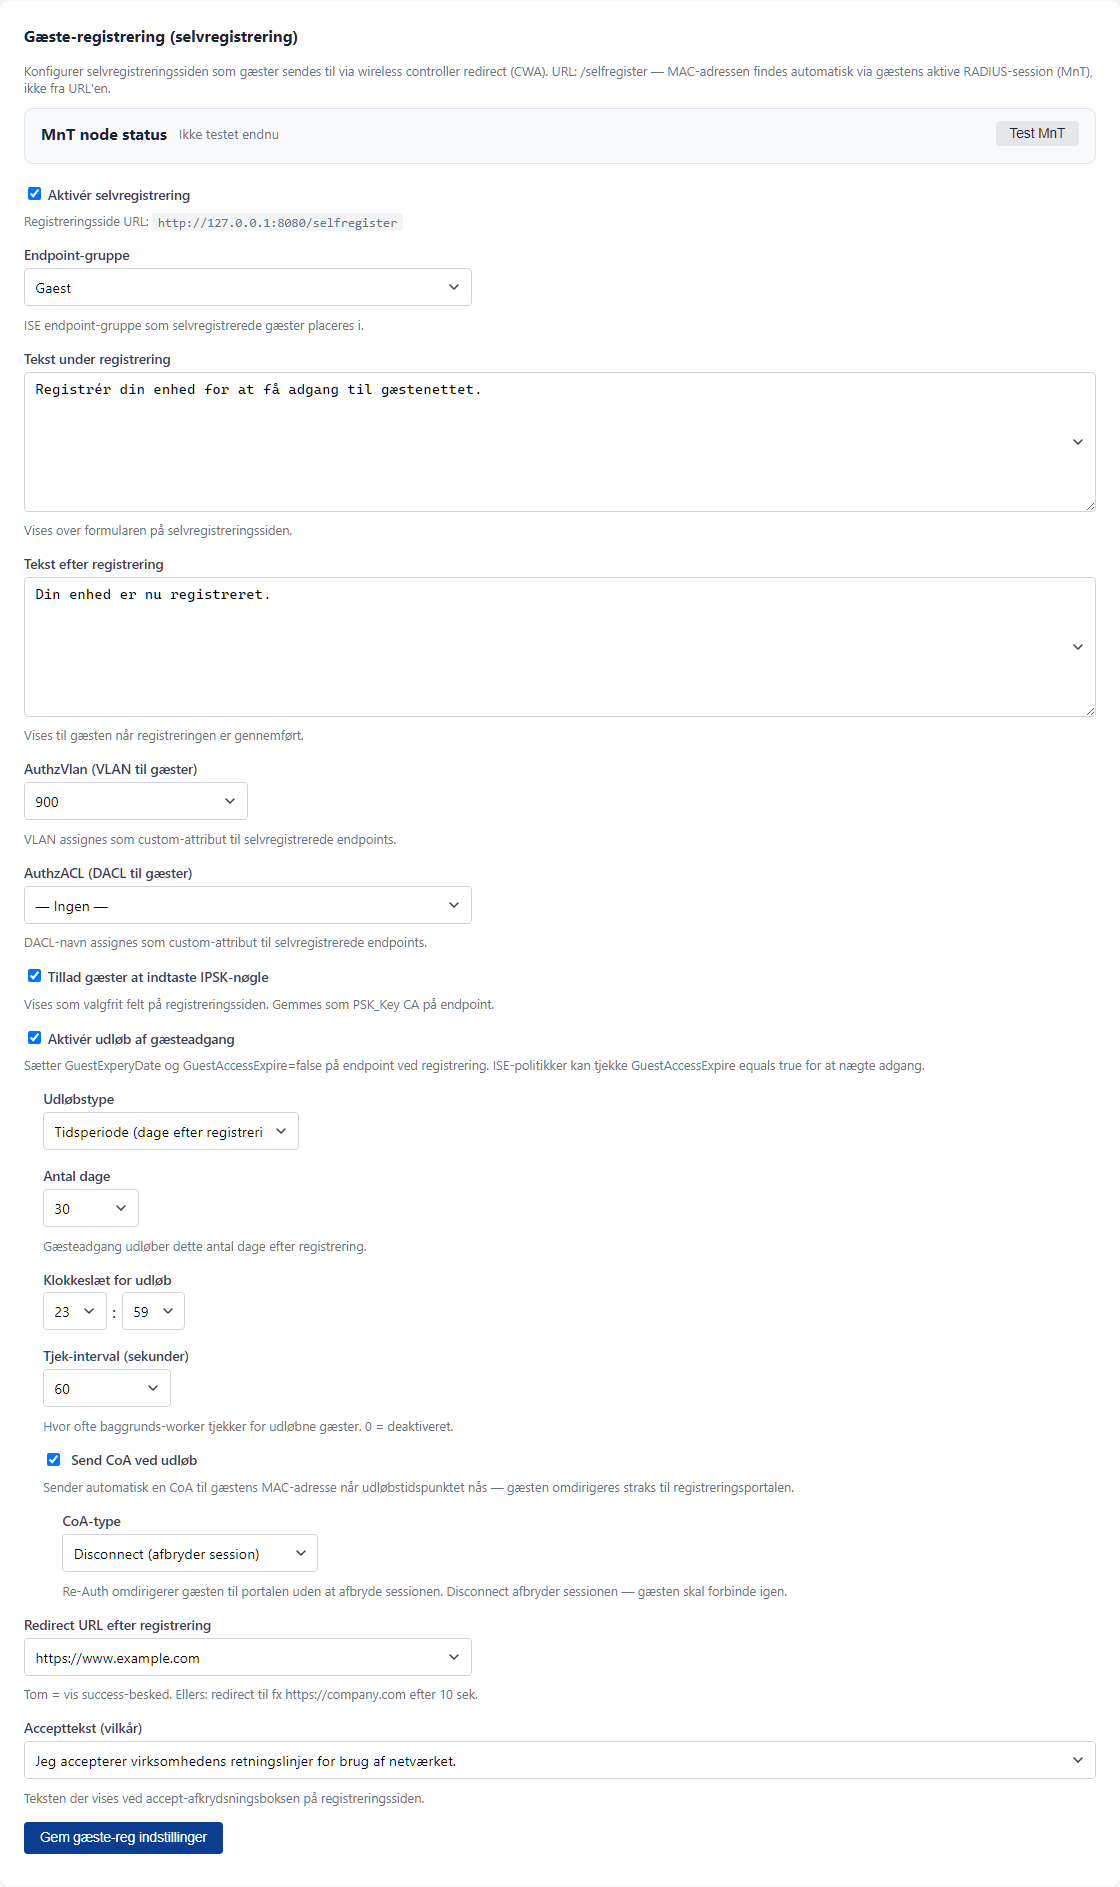 Gæste-registrering (selvregistrering)
Konfigurer selvregistreringssiden som gæster sendes til via wireless controller redirect (CWA). URL: /selfregister — MAC-adressen findes automatisk via gæstens aktive RADIUS-session (MnT),
ikke fra URL'en.
MnT node status Ikke testet endnu Test MnT
Aktivér selvregistrering
Registreringsside URL: http://127.0.0.1:8080/selfregister
Endpoint-gruppe
Gaest
ISE endpoint-gruppe som selvregistrerede gæster placeres i.
Tekst under registrering
Registrér din enhed for at få adgang til gæstenettet.
Vises over formularen på selvregistreringssiden.
Tekst efter registrering
Din enhed er nu registreret.
Vises til gæsten når registreringen er gennemført.
AuthzVlan (VLAN til gæster)
900
VLAN assignes som custom-attribut til selvregistrerede endpoints.
AuthzACL (DACL til gæster)
— Ingen —
DACL-navn assignes som custom-attribut til selvregistrerede endpoints.
Tillad gæster at indtaste IPSK-nøgle
Vises som valgfrit felt på registreringssiden. Gemmes som PSK_Key CA på endpoint.
Aktivér udløb af gæsteadgang
Sætter GuestExperyDate og GuestAccessExpire=false på endpoint ved registrering. ISE-politikker kan tjekke GuestAccessExpire equals true for at nægte adgang.
Udløbstype
Tidsperiode (dage efter registreri
Antal dage
30
Gæsteadgang udløber dette antal dage efter registrering.
Klokkeslæt for udløb
23 : 59
Tjek-interval (sekunder)
60
Hvor ofte baggrunds-worker tjekker for udløbne gæster. 0 = deaktiveret.
Send CoA ved udløb
Sender automatisk en CoA til gæstens MAC-adresse når udløbstidspunktet nås — gæsten omdirigeres straks til registreringsportalen.
CoA-type
Disconnect (afbryder session)
Re-Auth omdirigerer gæsten til portalen uden at afbryde sessionen. Disconnect afbryder sessionen — gæsten skal forbinde igen.
Redirect URL efter registrering
https://www.example.com
Tom = vis success-besked. Ellers: redirect til fx https://company.com efter 10 sek.
Accepttekst (vilkår)
Jeg accepterer virksomhedens retningslinjer for brug af netværket.
Teksten der vises ved accept-afkrydsningsboksen på registreringssiden.
Gem gæste-reg indstillinger